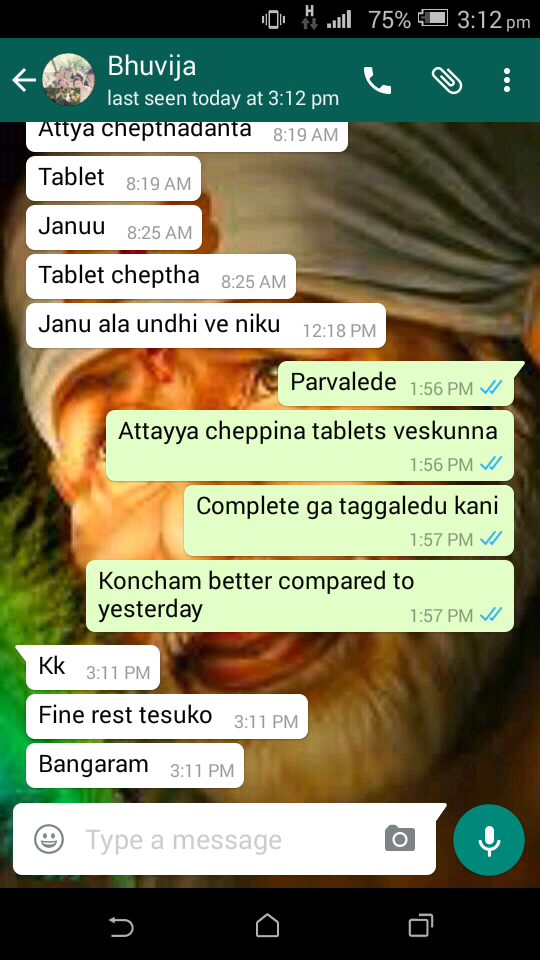 H 75% 3:12 pm
Bhuvija
last seen today at 3:12 pm
Attya chepthadanta 8:19 AM
Tablet 8:19 AM
Januu 8:25 AM
Tablet cheptha 8:25 AM
Janu ala undhi ve niku 12:18 PM
Parvalede 1:56 PM
Attayya cheppina tablets veskunna
1:56 PM
Complete ga taggaledu kani
1:57 PM
Koncham better compared to
yesterday 1:57 PM
Kk 3:11 PM
Fine rest tesuko 3:11 PM
Bangaram 3:11 PM
Type a message